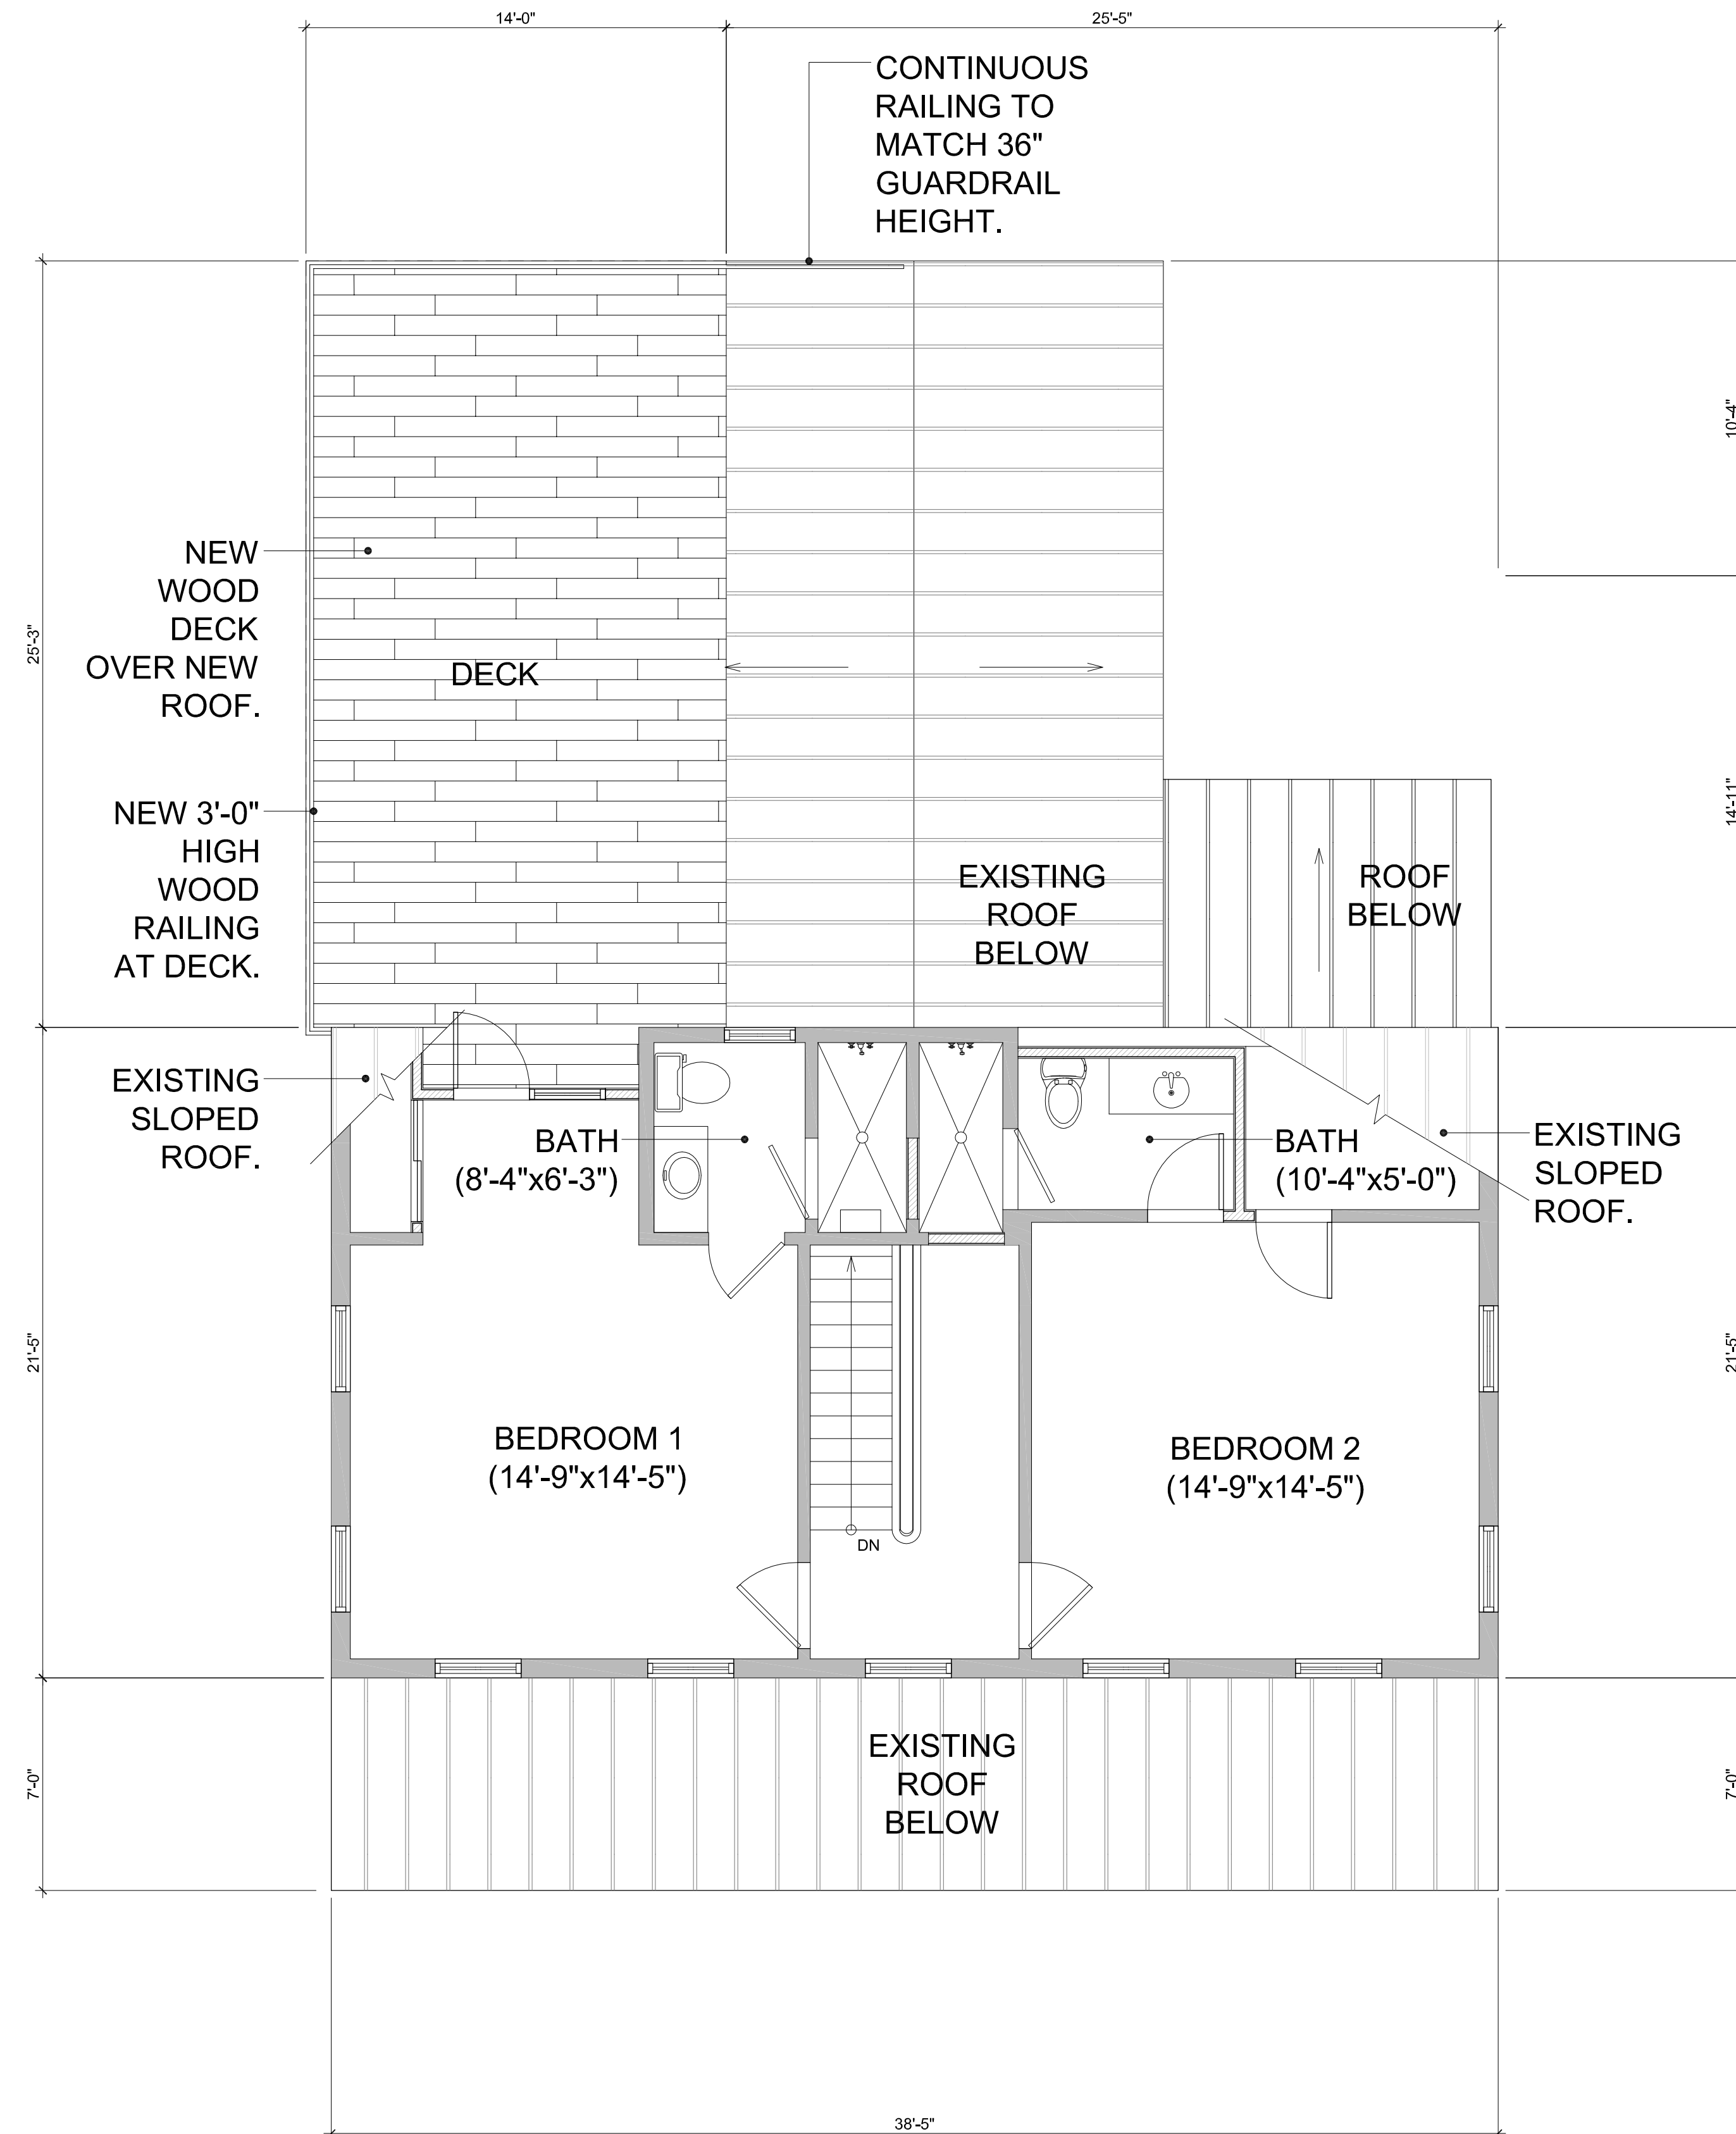 14'-0"
25'-5"
CONTINUOUS
RAILING TO
MATCH 36"
GUARDRAIL
HEIGHT.
10'-4"
NEW
WOOD
DECK
OVER NEW
ROOF.
25'-3"
DECK
NEW 3'-0"
HIGH
WOOD
RAILING
AT DECK.
14'-11"
EXISTING
ROOF
BELOW
ROOF
BELOW
EXISTING
SLOPED
ROOF.
BATH
(8'-4"x6'-3")
BATH
(10'-4"x5'-0")
EXISTING
SLOPED
ROOF.
21'-5"
21'-5"
BEDROOM 1
(14'-9"x14'-5")
BEDROOM 2
(14'-9"x14'-5")
DN
EXISTING
ROOF
BELOW
7'-0"
7'-0"
38'-5"